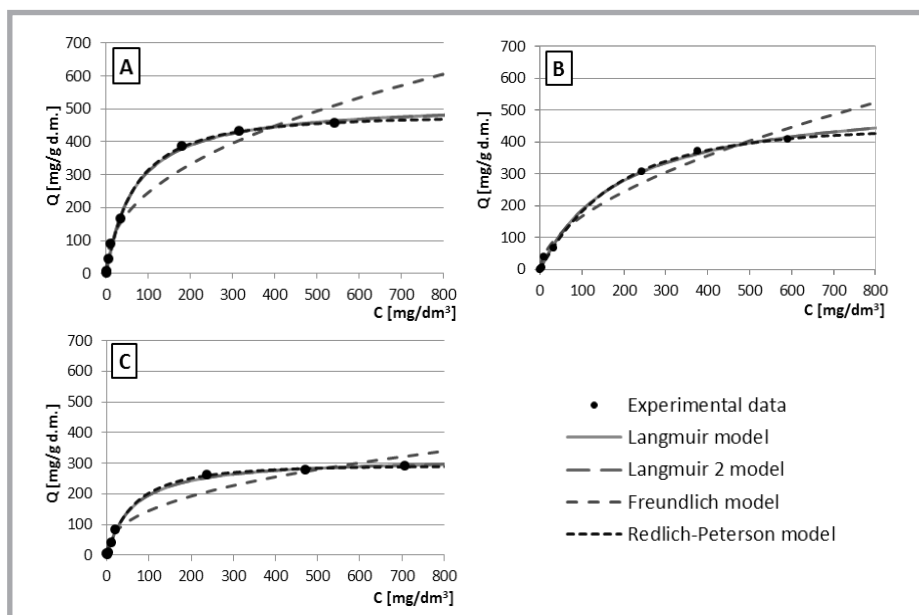 A
Q [mg/g d.m.]
700
600
500
400
300
200
100
0
0 100 200 300 400 500 600 700 800
C [mg/dm³]
B
Q [mg/g d.m.]
700
600
500
400
300
200
100
0
0 100 200 300 400 500 600 700 800
C [mg/dm³]
C
Q [mg/g d.m.]
700
600
500
400
300
200
100
0
0 100 200 300 400 500 600 700 800
C [mg/dm³]
Experimental data
Langmuir model
Langmuir 2 model
Freundlich model
Redlich-Peterson model